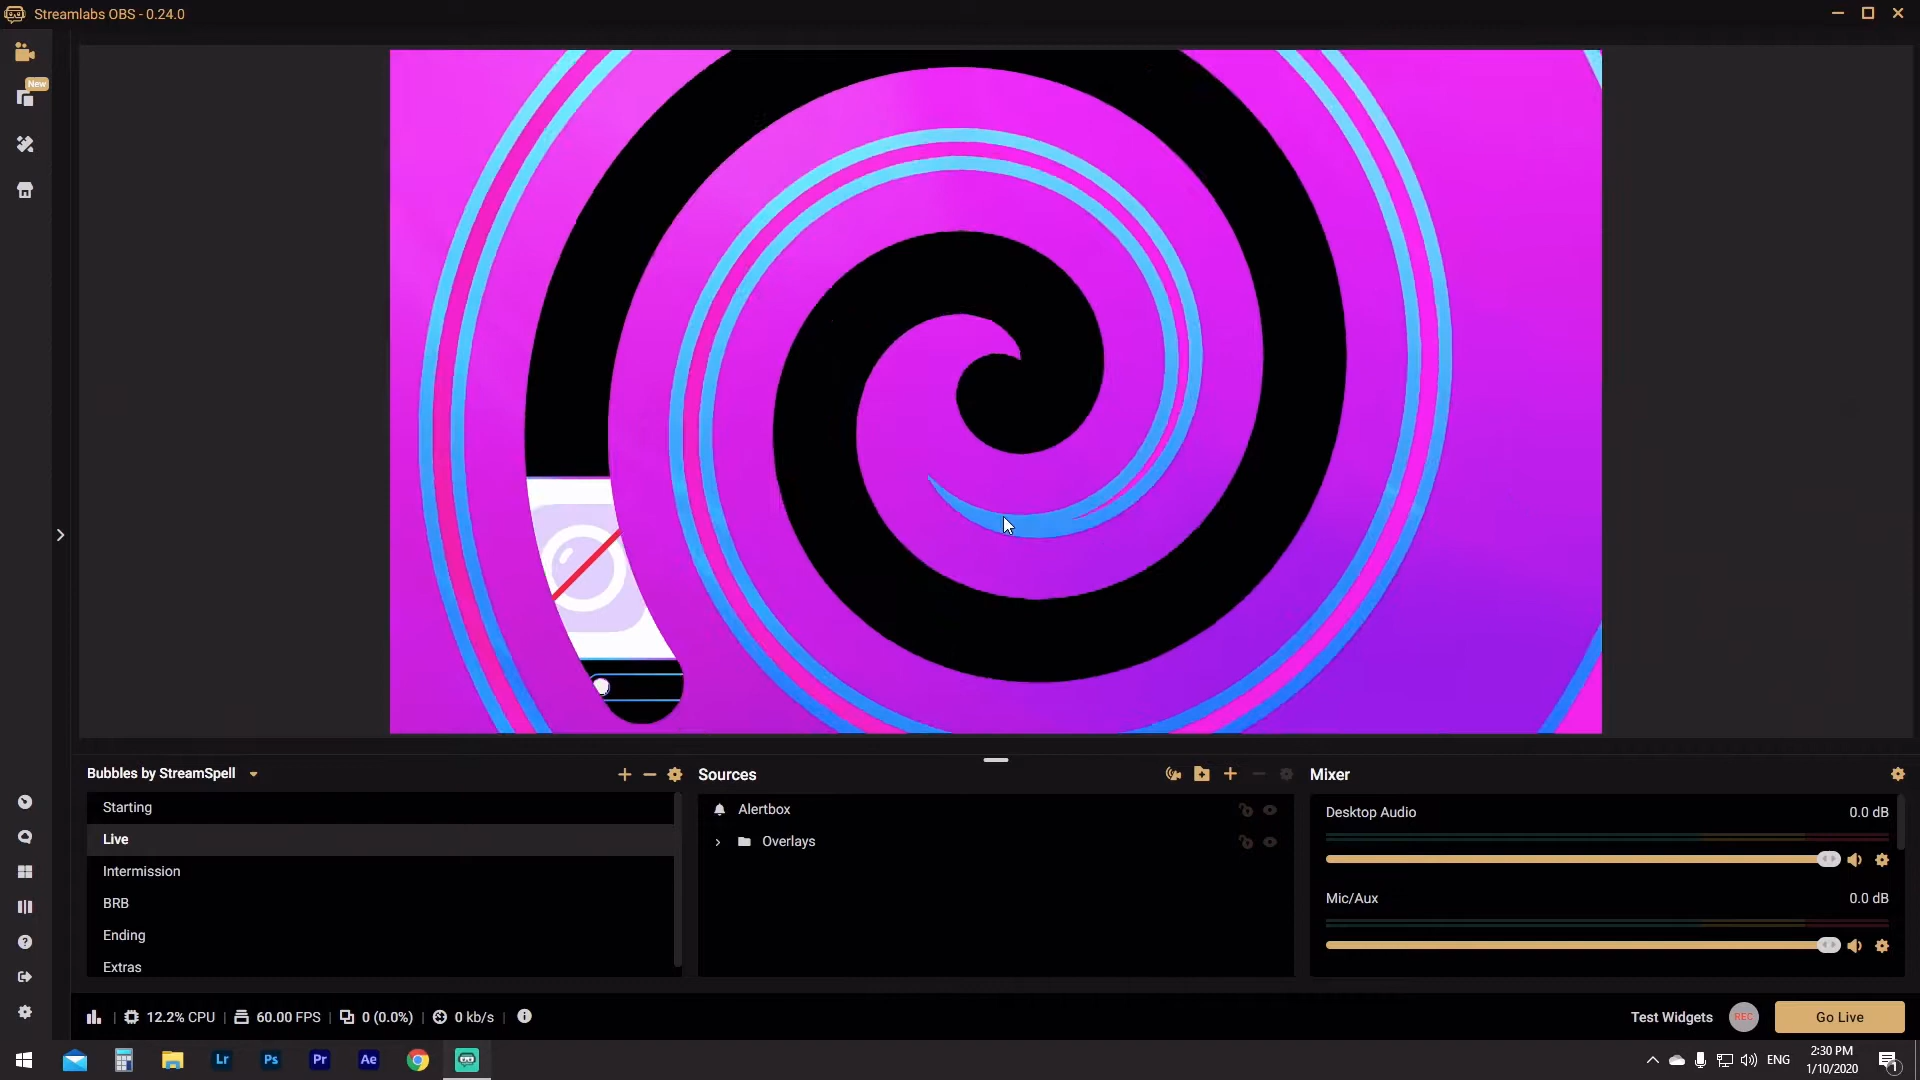 Streamlabs OBS - 0.24.0
New
Bubbles by StreamSpell
Starting
Live
Intermission
BRB
Ending
Extras
Sources
Alertbox
Overlays
Mixer
Desktop Audio 0.0 dB
Mic/Aux 0.0 dB
12.2% CPU 60.00 FPS 0 (0.0%) 0 kb/s
Test Widgets REC Go Live
Lr Ps Pr Ae
ENG
2:30 PM
1/10/2020
1